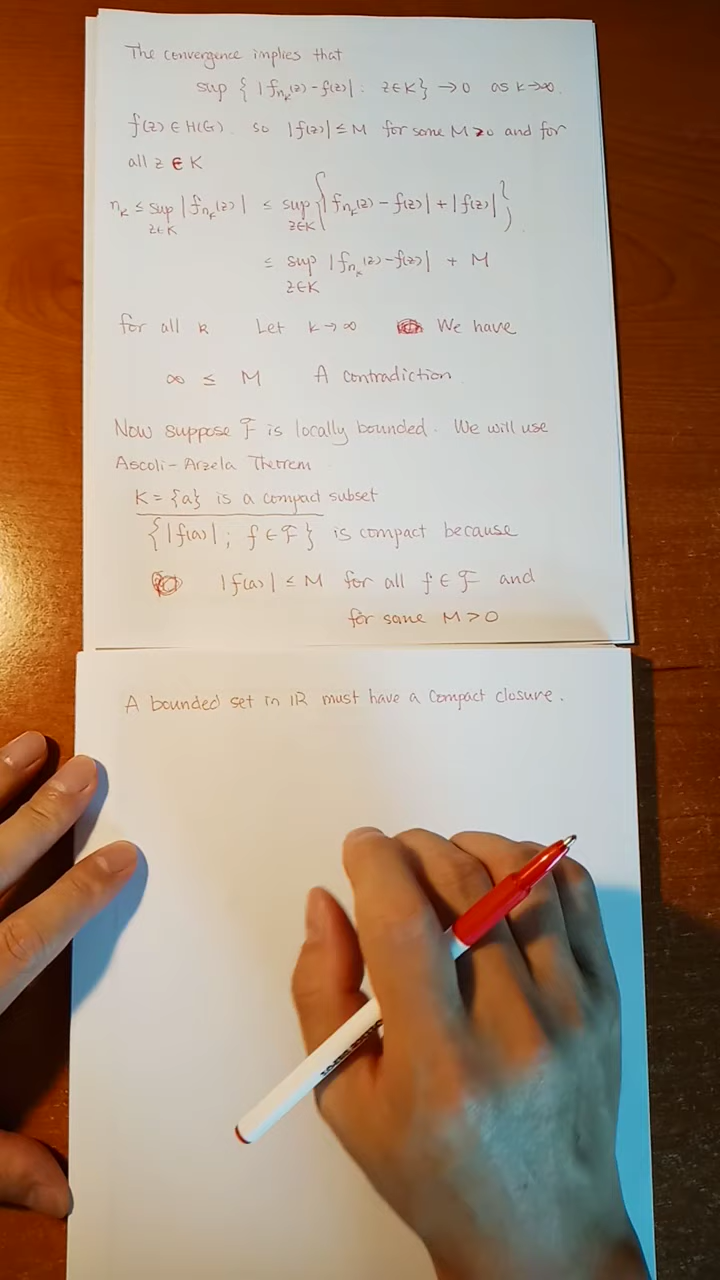 The convergence implies that
sup { |f_{n_k}(z) - f(z)| : z ∈ K } → 0 as k → ∞.
f(z) ∈ H(G). so |f(z)| ≤ M for some M > 0 and for
all z ∈ K
n_k ≤ sup_{z∈K} |f_{n_k}(z)| ≤ sup_{z∈K} { |f_{n_k}(z) - f(z)| + |f(z)| }
≤ sup_{z∈K} |f_{n_k}(z) - f(z)| + M
for all k Let k → ∞ We have
∞ ≤ M A contradiction
Now suppose ℱ is locally bounded. We will use
Ascoli-Arzela Theorem
K = {a} is a compact subset
{ |f(a)| ; f ∈ ℱ } is compact because
|f(a)| ≤ M for all f ∈ ℱ and
for some M > 0
A bounded set in ℝ must have a compact closure.